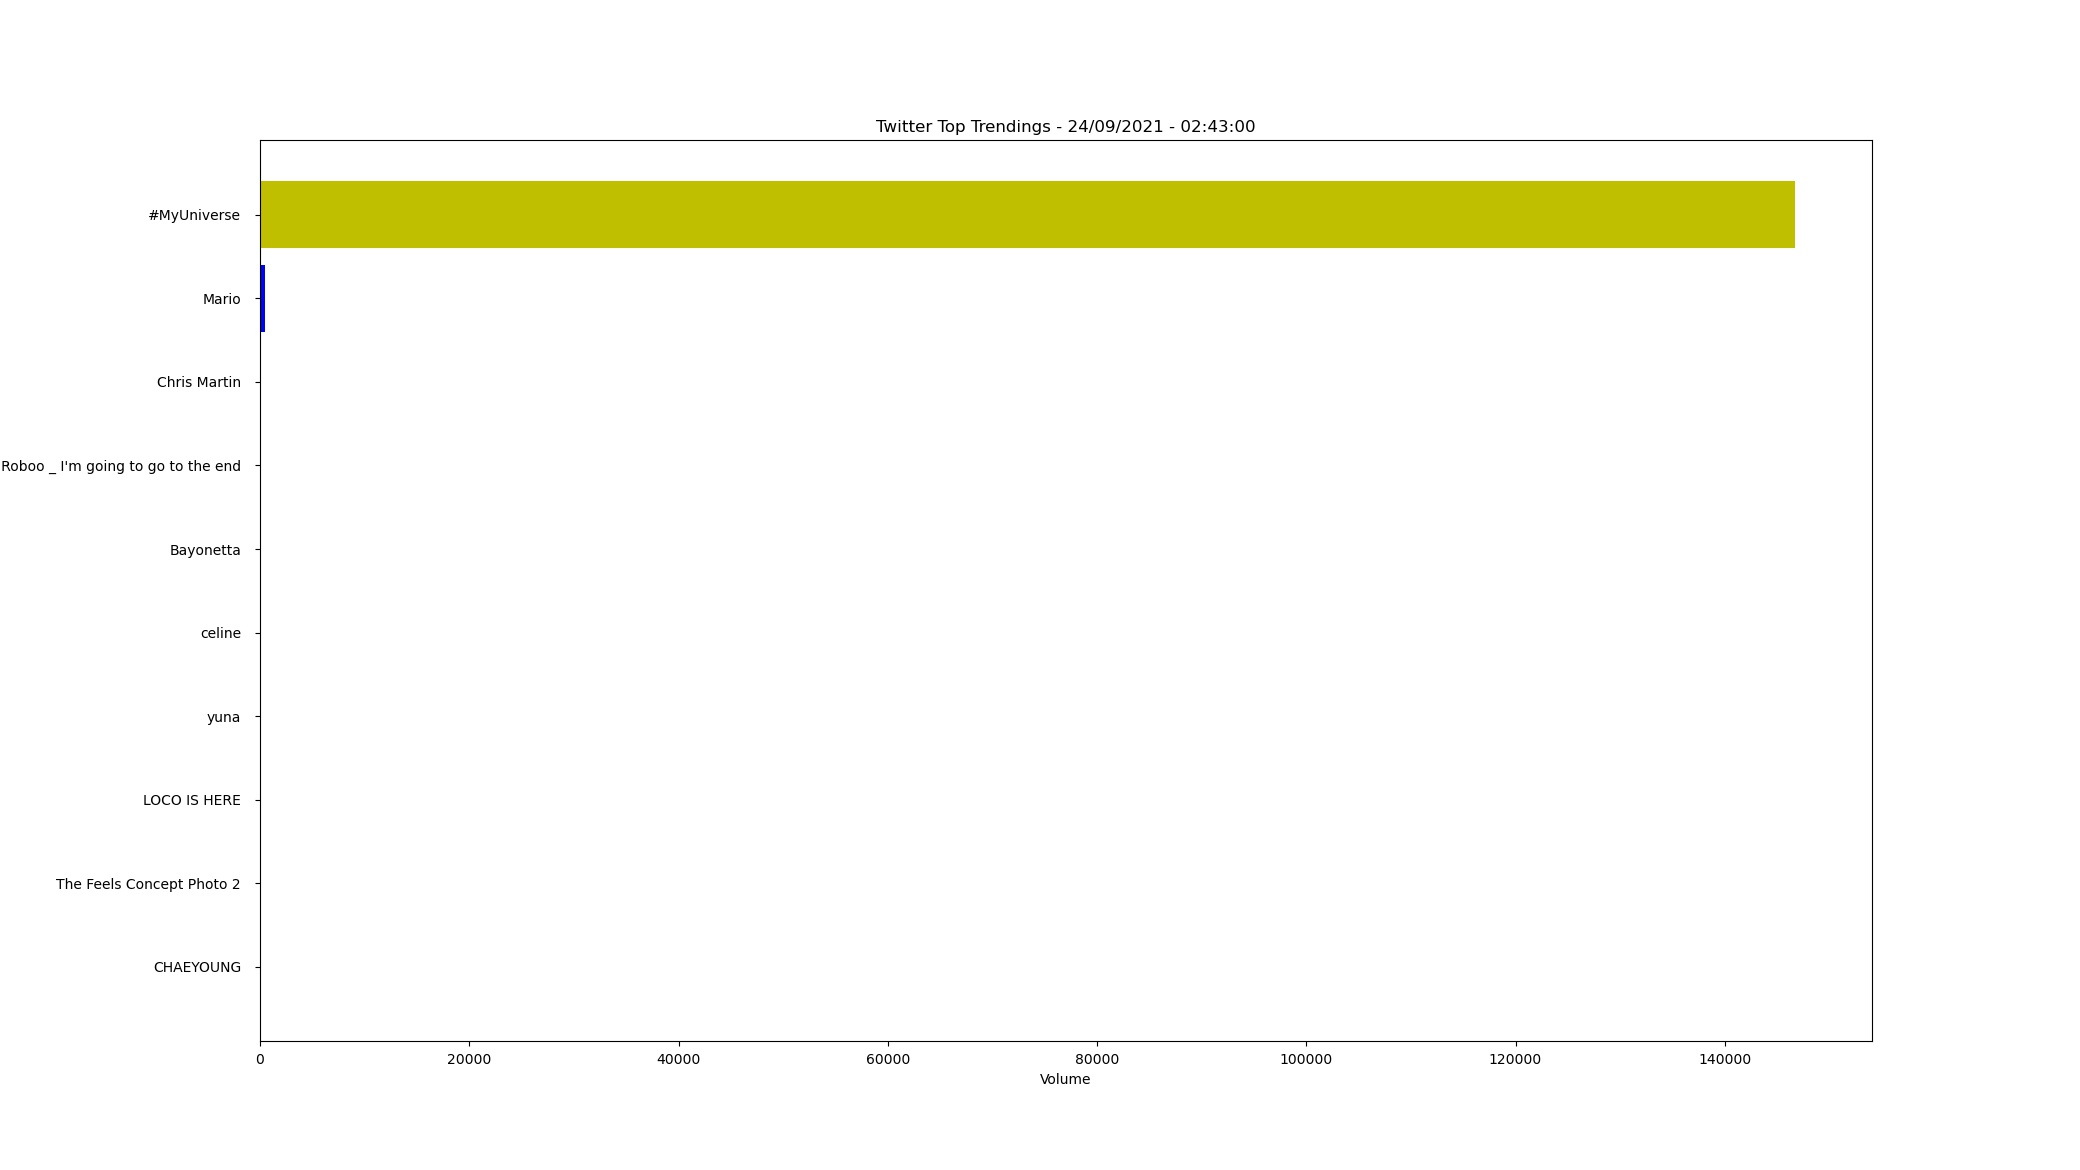 Twitter Top Trendings - 24/09/2021 - 02:43:00
#MyUniverse
Mario
Chris Martin
Roboo _ I'm going to go to the end
Bayonetta
celine
yuna
LOCO IS HERE
The Feels Concept Photo 2
CHAEYOUNG
0 20000 40000 60000 80000 100000 120000 140000
Volume